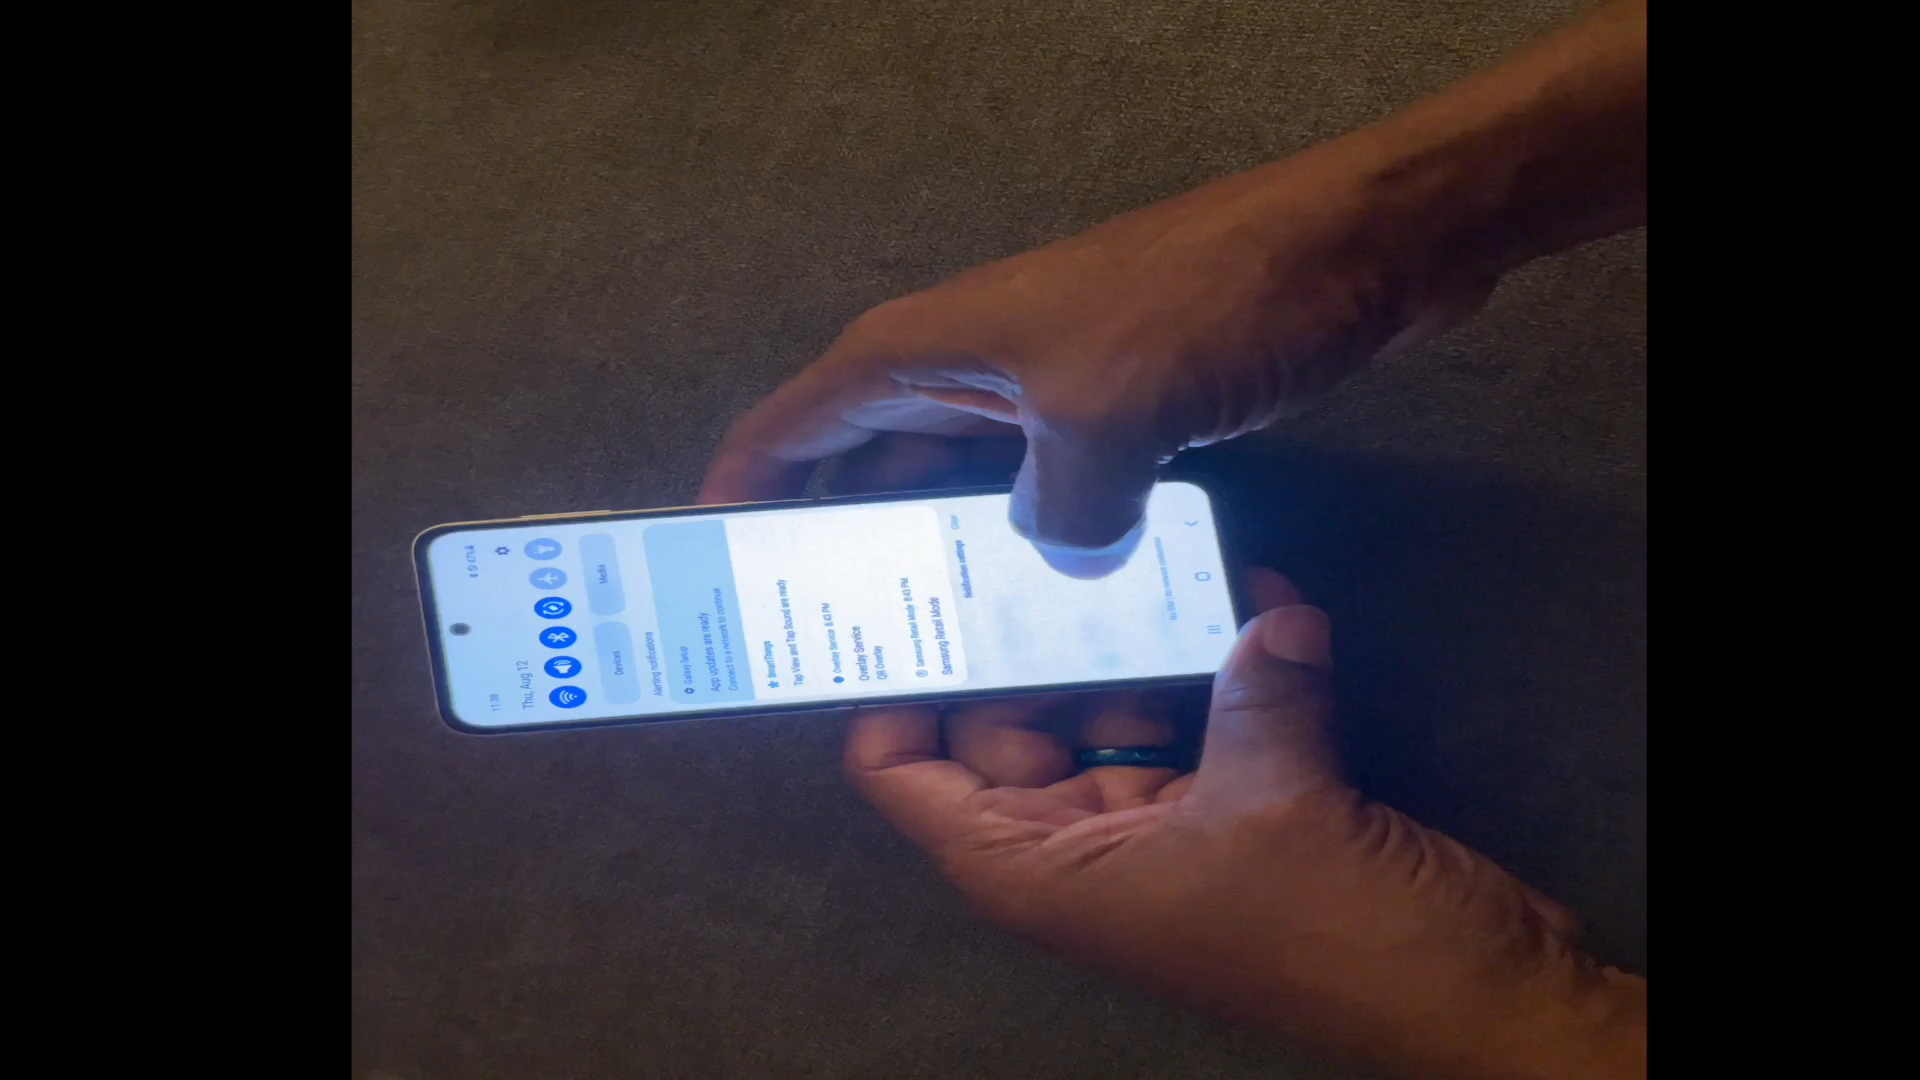 11:38
47%
Thu, Aug 12
Devices
Media
Alerting notifications
Galaxy Setup
App updates are ready
Connect to a network to continue
SmartThings
Tap View and Tap Sound are ready
Overlay Service 8:43 PM
Overlay Service
QR Overlay
Samsung Retail Mode 8:43 PM
Samsung Retail Mode
Notification settings
Clear